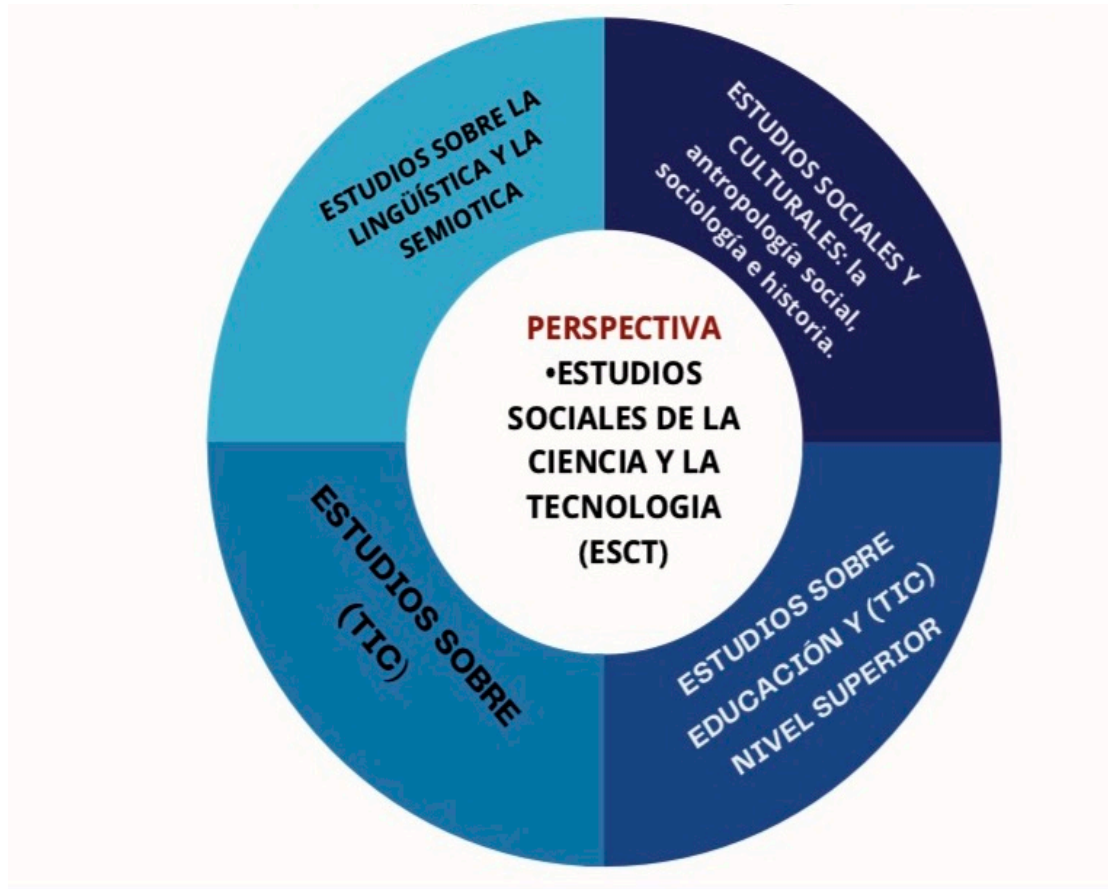 ESTUDIOS SOBRE LA
LINGÜÍSTICA Y LA
SEMIOTICA
ESTUDIOS SOCIALES Y
CULTURALES: la
antropología social,
sociología e historia.
PERSPECTIVA
•ESTUDIOS
SOCIALES DE LA
CIENCIA Y LA
TECNOLOGIA
(ESCT)
ESTUDIOS SOBRE
(TIC)
ESTUDIOS SOBRE
EDUCACIÓN Y (TIC)
NIVEL SUPERIOR